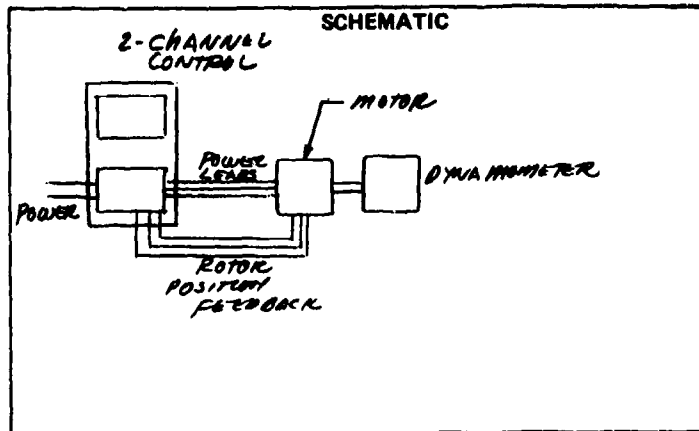 SCHEMATIC
2-CHANNEL
CONTROL
MOTOR
POWER
LEADS
DYNAMOMETER
POWER
ROTOR
POSITION
FEEDBACK